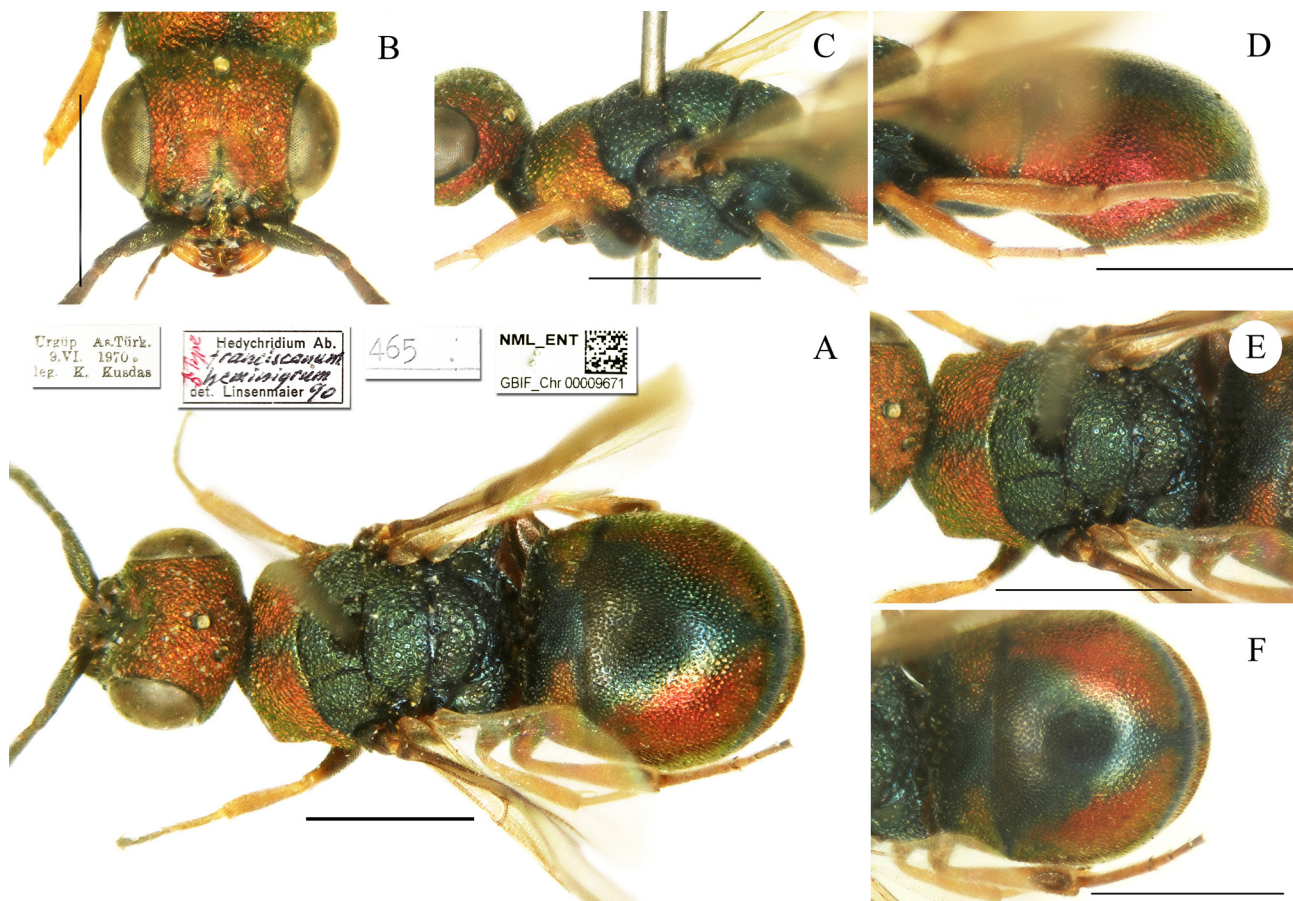 B
C
D
Urgüp As.Türk.
9.VI. 1970.
leg. K. Kusdas
Type
Hedychridium Ab.
franciscanum
heminigrum
det. Linsenmaier 90
465
NML_ENT
GBIF_Chr 00009671
A
E
F